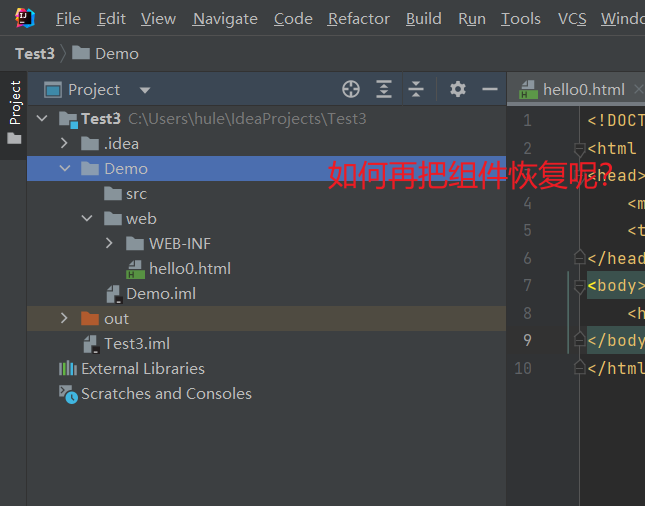 File Edit View Navigate Code Refactor Build Run Tools VCS Windo
Test3 Demo
Project
Project
hello0.html
Test3 C:\Users\hule\IdeaProjects\Test3
.idea
Demo
src
web
WEB-INF
hello0.html
Demo.iml
out
Test3.iml
External Libraries
Scratches and Consoles
如何再把组件恢复呢?
1 <!DOCT
2 <html
<head>
4 <m
5 <t
6 </head
7 <body>
8 <h
9 </body
10 </html